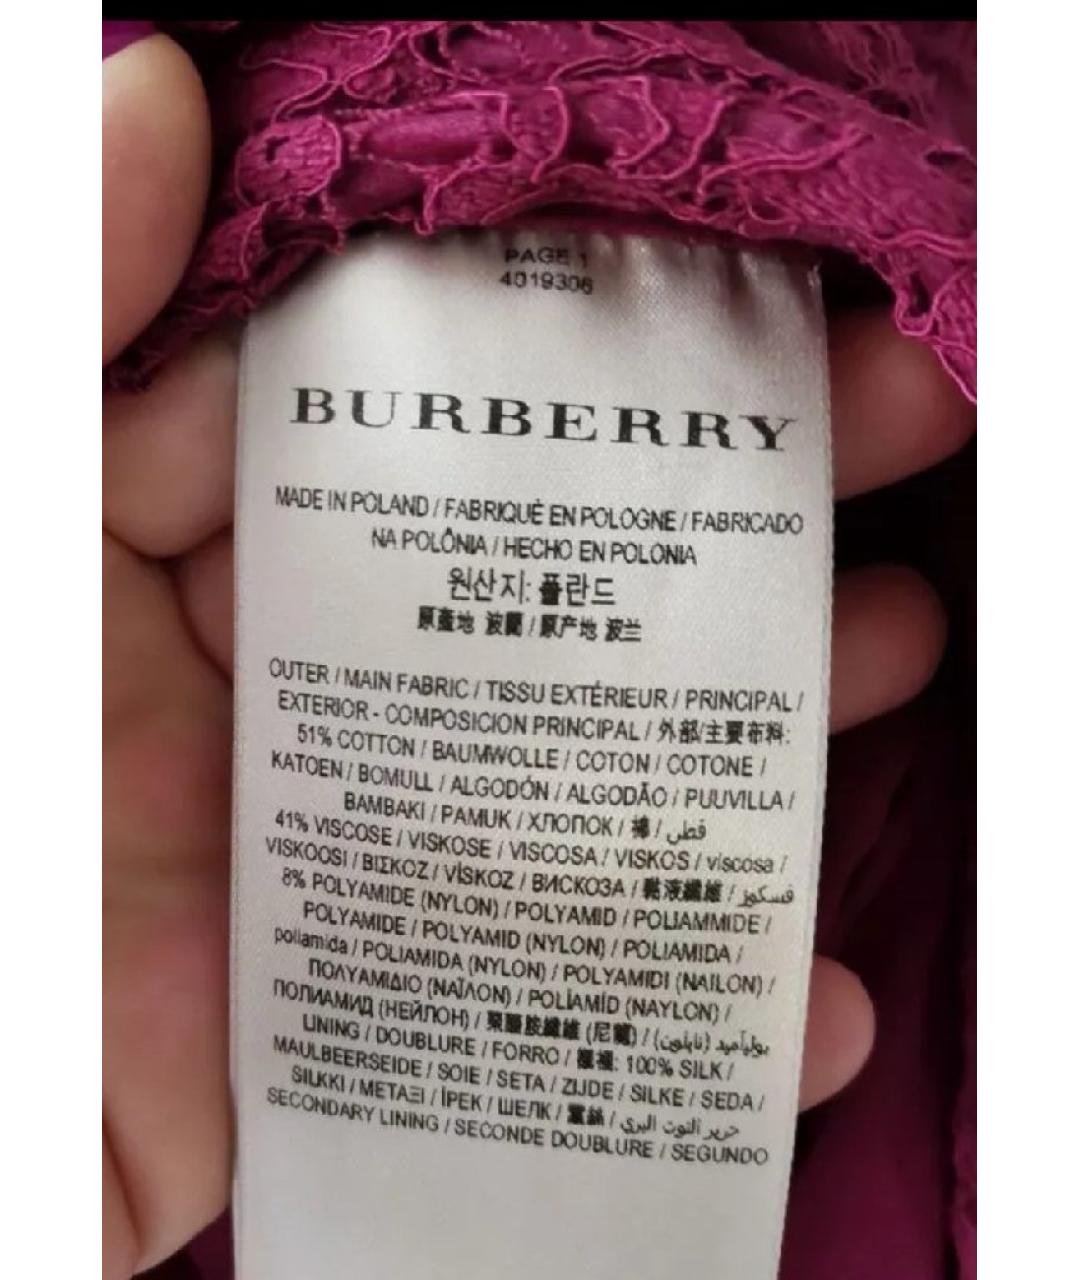 PAGE 1
4019306
BURBERRY
MADE IN POLAND / FABRIQUÉ EN POLOGNE / FABRICADO
NA POLÔNIA / HECHO EN POLONIA
원산지: 폴란드
原產地 波蘭 / 原产地 波兰
OUTER / MAIN FABRIC / TISSU EXTÉRIEUR / PRINCIPAL /
EXTERIOR - COMPOSICION PRINCIPAL / 外部/主要布料:
51% COTTON / BAUMWOLLE / COTON / COTONE /
KATOEN / BOMULL / ALGODÓN / ALGODÃO / PUUVILLA /
BAMBAKI / PAMUK / ХЛОПОК / 棉 / قطن
41% VISCOSE / VISKOSE / VISCOSA / VISKOS / viscosa /
VISKOOSI / ΒΙΣΚΟΖ / VİSKOZ / ВИСКОЗА / 黏液纖維 / فسكوز
8% POLYAMIDE (NYLON) / POLYAMID / POLIAMMIDE /
POLYAMIDE / POLYAMID (NYLON) / POLIAMIDA /
poliamida / POLIAMIDA (NYLON) / POLYAMIDI (NAILON) /
ΠΟΛΥΑΜΙΔΙΟ (ΝΑΪΛΟΝ) / POLİAMİD (NAYLON) /
ПОЛИАМИД (НЕЙЛОН) / 聚醯胺纖維 (尼龍) / بوليأميد (نايلون)
LINING / DOUBLURE / FORRO / 襯裡: 100% SILK /
MAULBEERSEIDE / SOIE / SETA / ZIJDE / SILKE / SEDA /
SILKKI / ΜΕΤΑΞΙ / İPEK / ШЕЛК / 蠶絲 / حرير التوت البري
SECONDARY LINING / SECONDE DOUBLURE / SEGUNDO